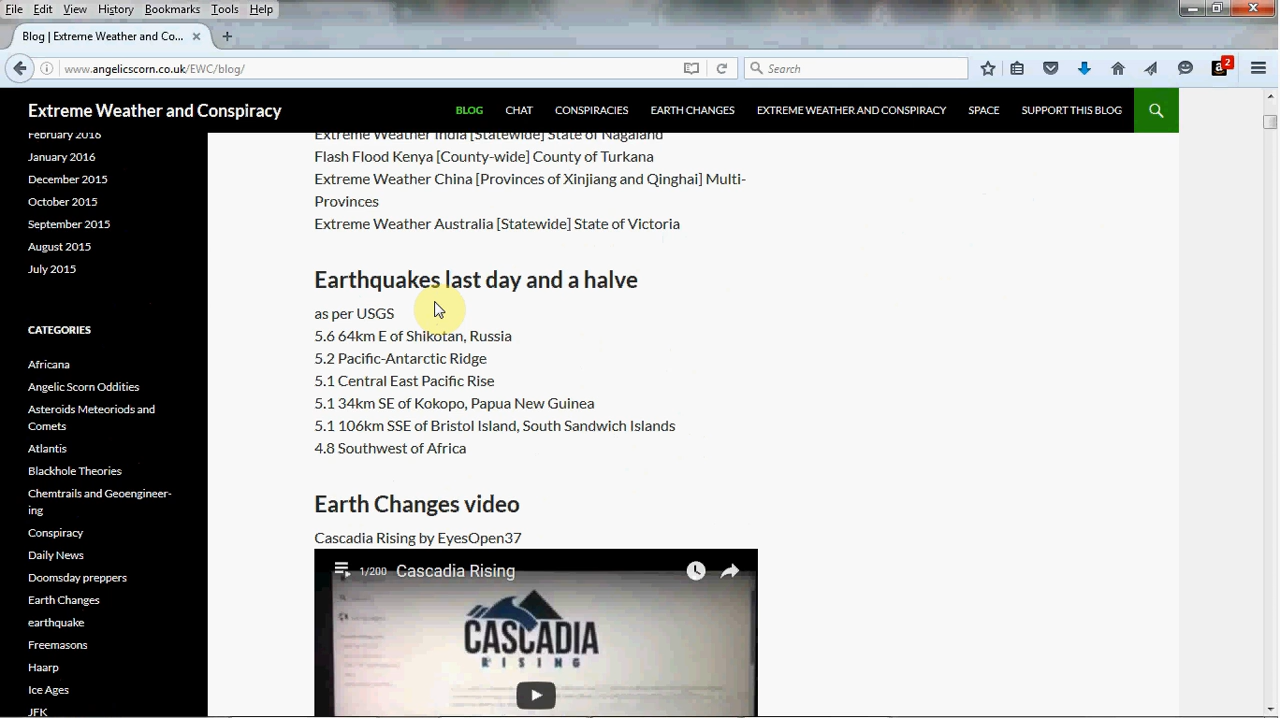 File Edit View History Bookmarks Tools Help
Blog | Extreme Weather and Co...
www.angelicscorn.co.uk/EWC/blog/
Search
2
Extreme Weather and Conspiracy
BLOG CHAT CONSPIRACIES EARTH CHANGES EXTREME WEATHER AND CONSPIRACY SPACE SUPPORT THIS BLOG
February 2016
January 2016
December 2015
October 2015
September 2015
August 2015
July 2015
CATEGORIES
Africana
Angelic Scorn Oddities
Asteroids Meteoriods and
Comets
Atlantis
Blackhole Theories
Chemtrails and Geoengineer-
ing
Conspiracy
Daily News
Doomsday preppers
Earth Changes
earthquake
Freemasons
Haarp
Ice Ages
JFK
Extreme Weather India [Statewide] State of Nagaland
Flash Flood Kenya [County-wide] County of Turkana
Extreme Weather China [Provinces of Xinjiang and Qinghai] Multi-
Provinces
Extreme Weather Australia [Statewide] State of Victoria
Earthquakes last day and a halve
as per USGS
5.6 64km E of Shikotan, Russia
5.2 Pacific-Antarctic Ridge
5.1 Central East Pacific Rise
5.1 34km SE of Kokopo, Papua New Guinea
5.1 106km SSE of Bristol Island, South Sandwich Islands
4.8 Southwest of Africa
Earth Changes video
Cascadia Rising by EyesOpen37
1/200 Cascadia Rising
CASCADIA
RISING